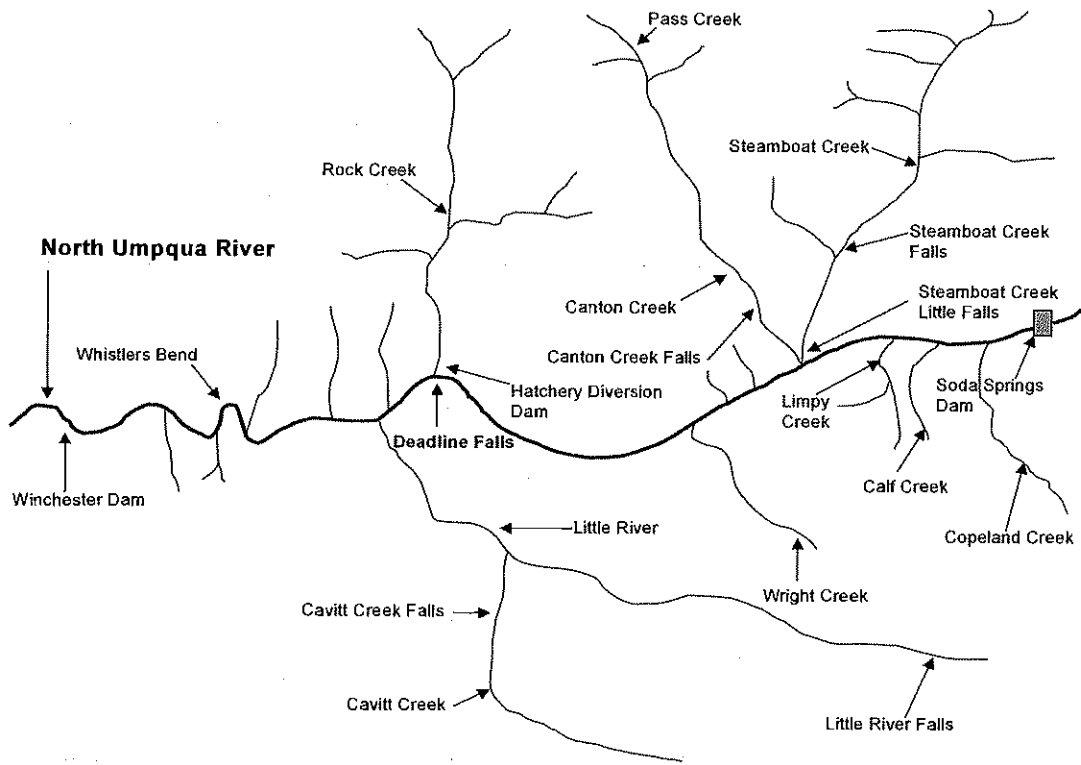 Pass Creek
Steamboat Creek
Rock Creek
Steamboat Creek
Falls
North Umpqua River
Steamboat Creek
Little Falls
Canton Creek
Whistlers Bend
Canton Creek Falls
Hatchery Diversion
Dam
Limpy
Creek
Soda Springs
Dam
Deadline Falls
Winchester Dam
Calf Creek
Little River
Copeland Creek
Wright Creek
Cavitt Creek Falls
Cavitt Creek
Little River Falls